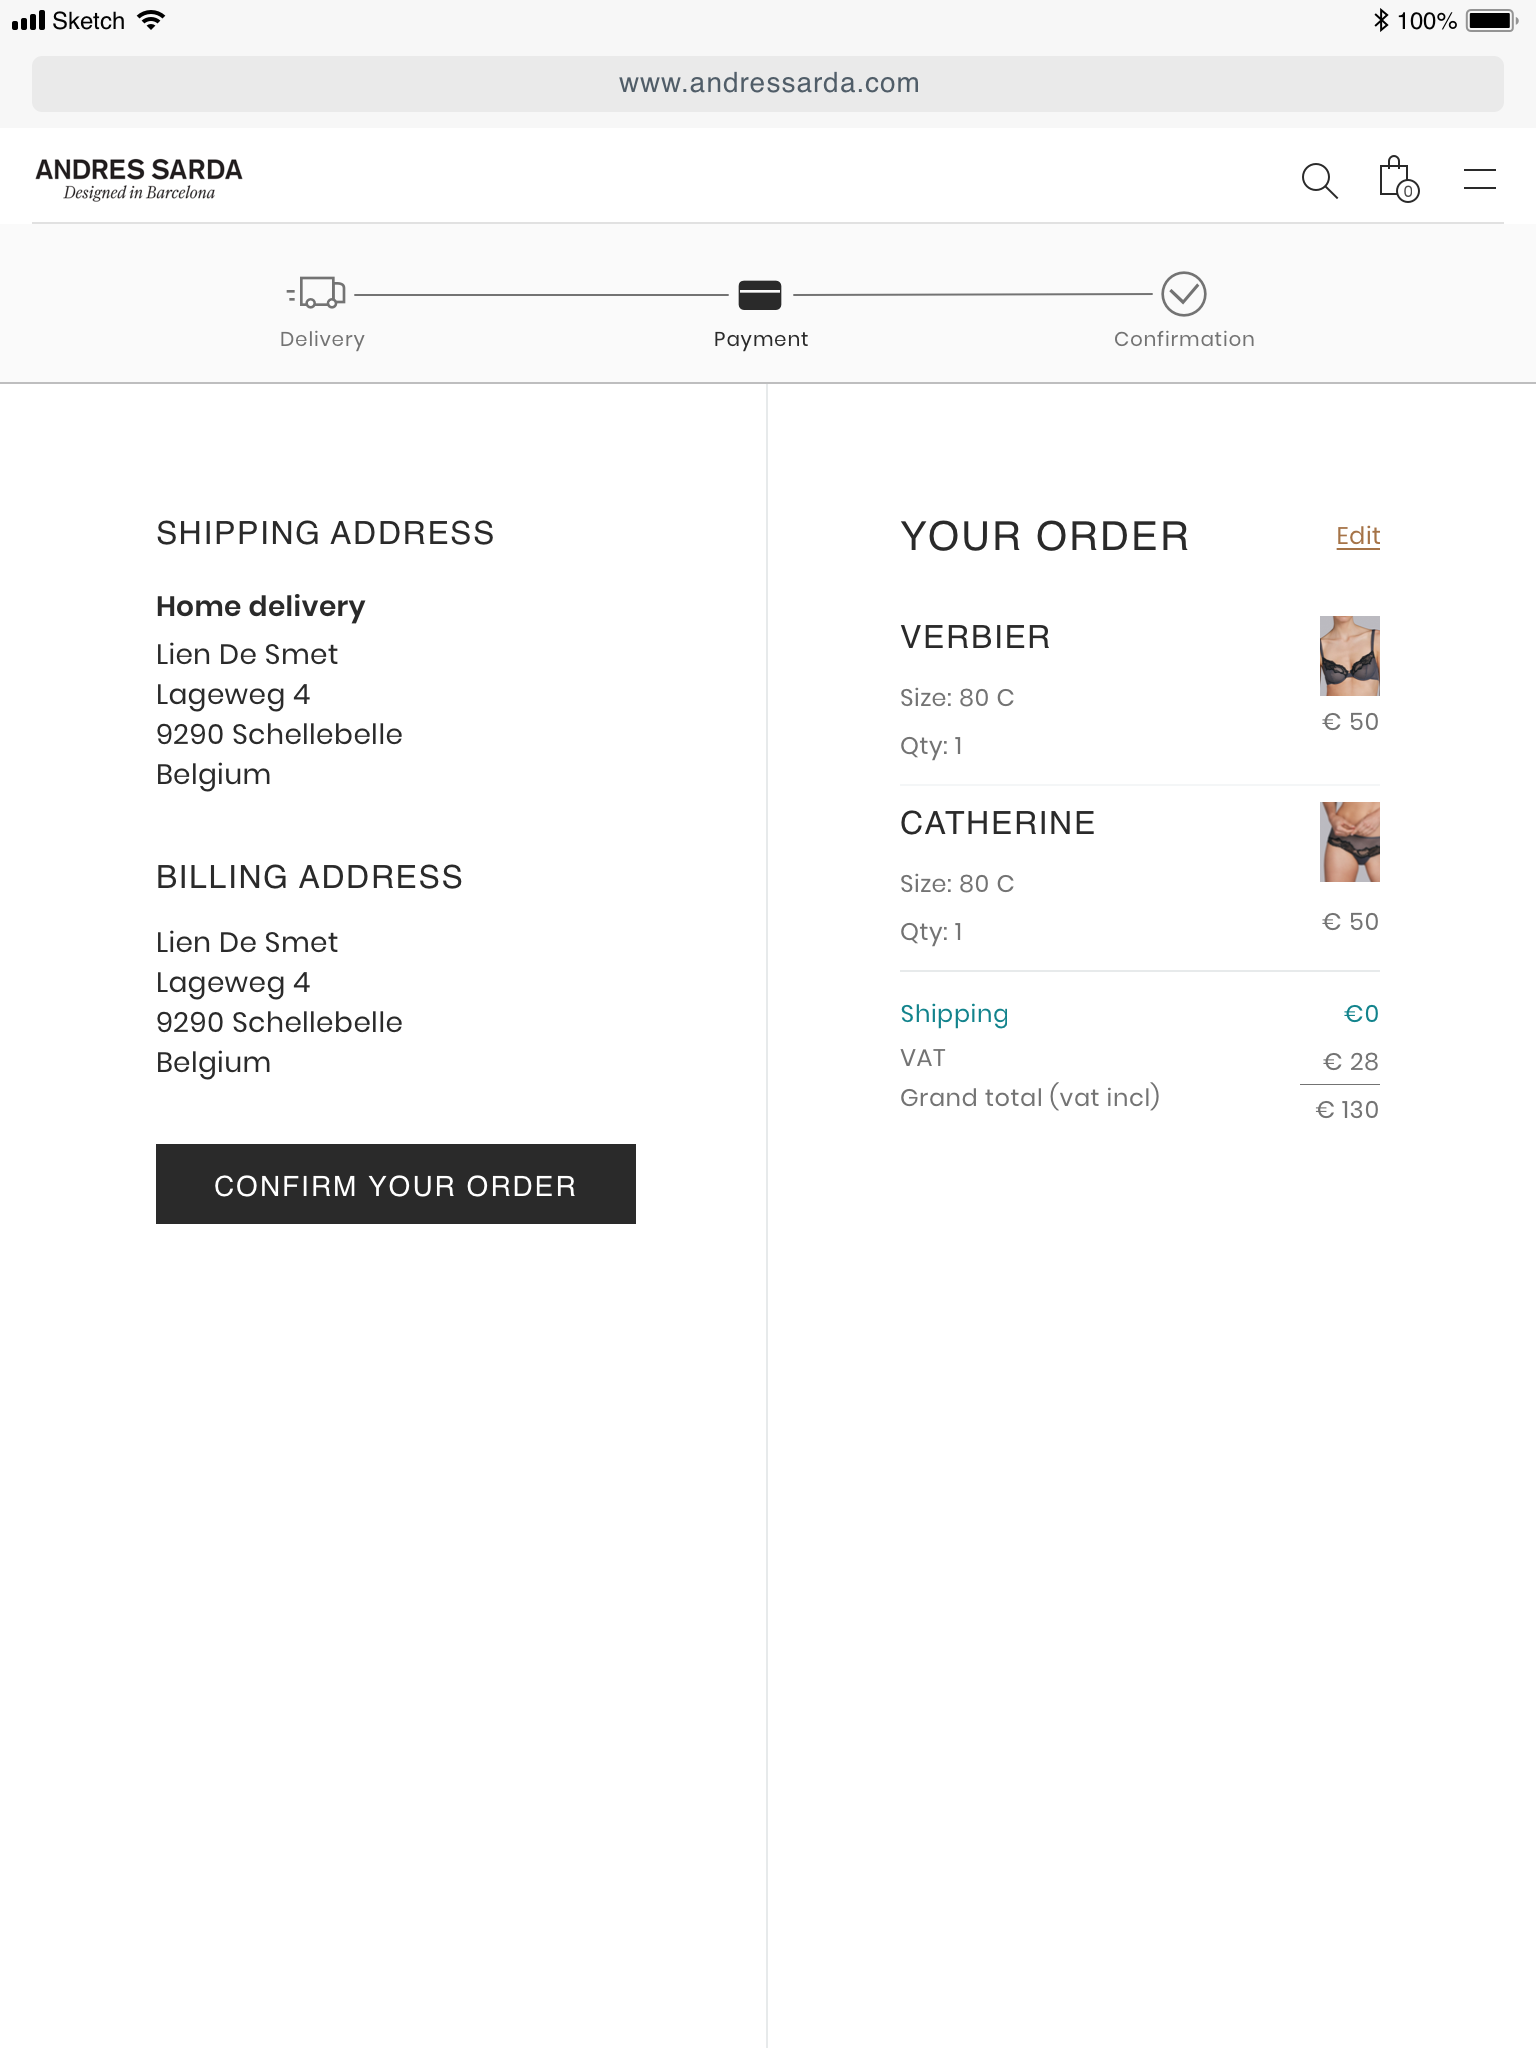 Sketch
100%
www.andressarda.com
ANDRES SARDA
Designed in Barcelona
0
Delivery
Payment
Confirmation
SHIPPING ADDRESS
Home delivery
Lien De Smet
Lageweg 4
9290 Schellebelle
Belgium
BILLING ADDRESS
Lien De Smet
Lageweg 4
9290 Schellebelle
Belgium
CONFIRM YOUR ORDER
YOUR ORDER
Edit
VERBIER
Size: 80 C
€ 50
Qty: 1
CATHERINE
Size: 80 C
€ 50
Qty: 1
Shipping €0
VAT € 28
Grand total (vat incl) € 130